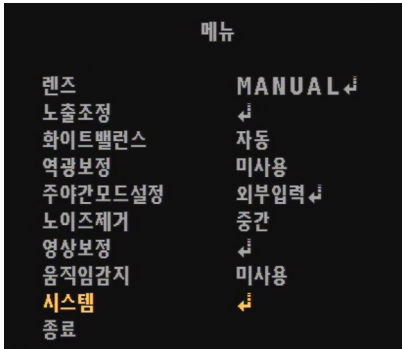 메뉴
렌즈 MANUAL↲
노출조정 ↲
화이트밸런스 자동
역광보정 미사용
주야간모드설정 외부입력↲
노이즈제거 중간
영상보정 ↲
움직임감지 미사용
시스템 ↲
종료